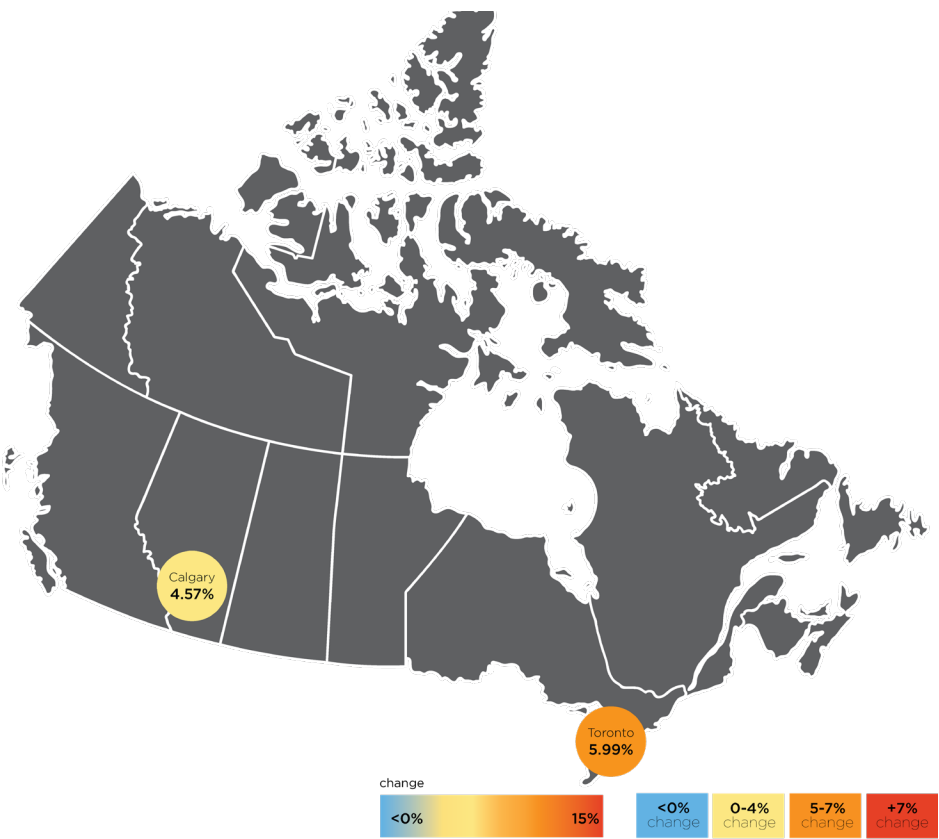 Calgary
4.57%
Toronto
5.99%
change
<0%
15%
<0%
change
0-4%
change
5-7%
change
+7%
change